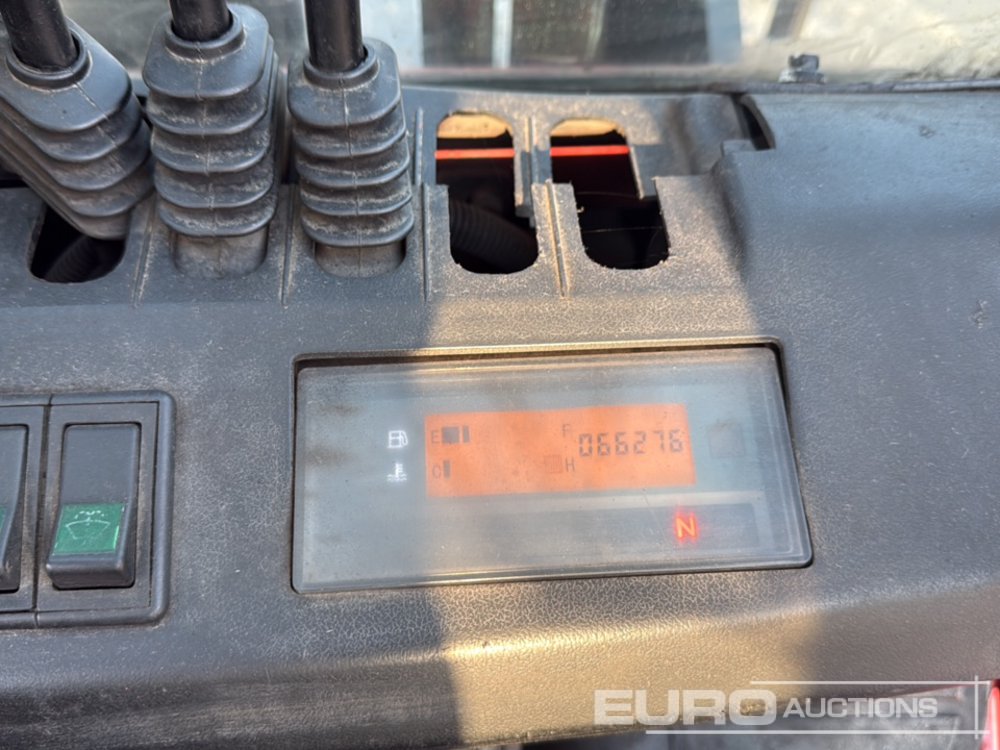 E F 066276
C H
N
EURO AUCTIONS